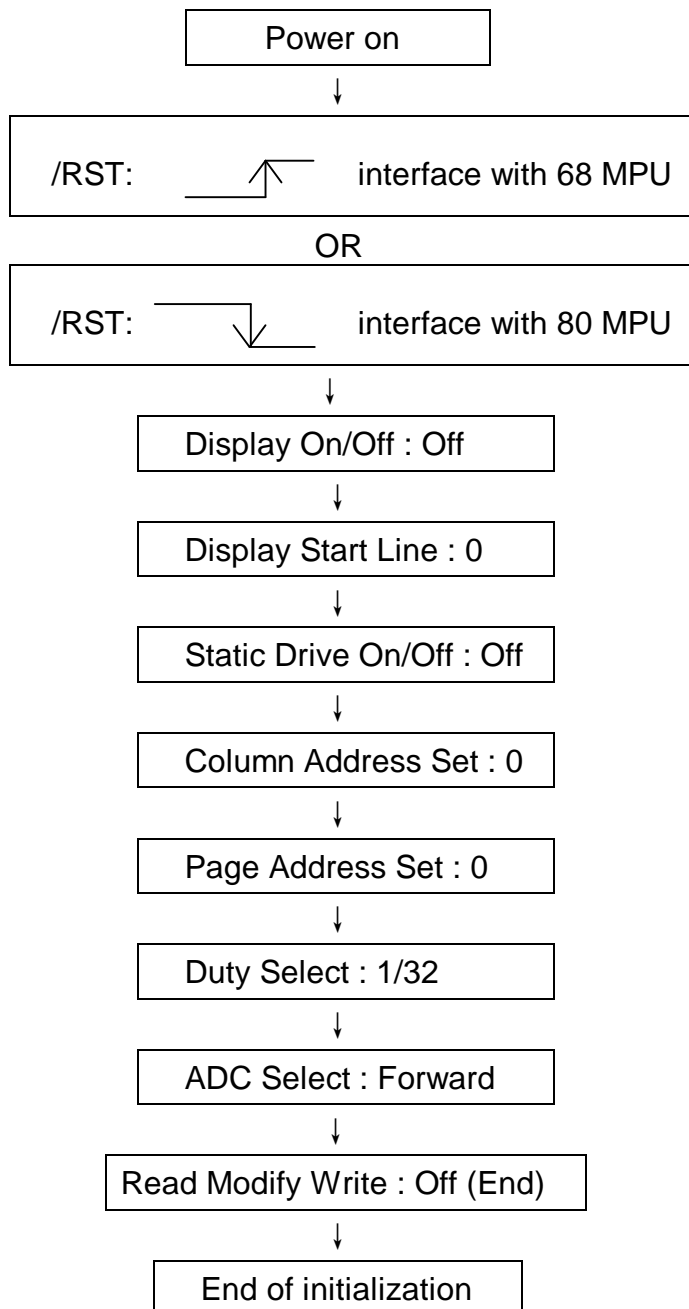 Power on
/RST: interface with 68 MPU
OR
/RST: interface with 80 MPU
Display On/Off : Off
Display Start Line : 0
Static Drive On/Off : Off
Column Address Set : 0
Page Address Set : 0
Duty Select : 1/32
ADC Select : Forward
Read Modify Write : Off (End)
End of initialization